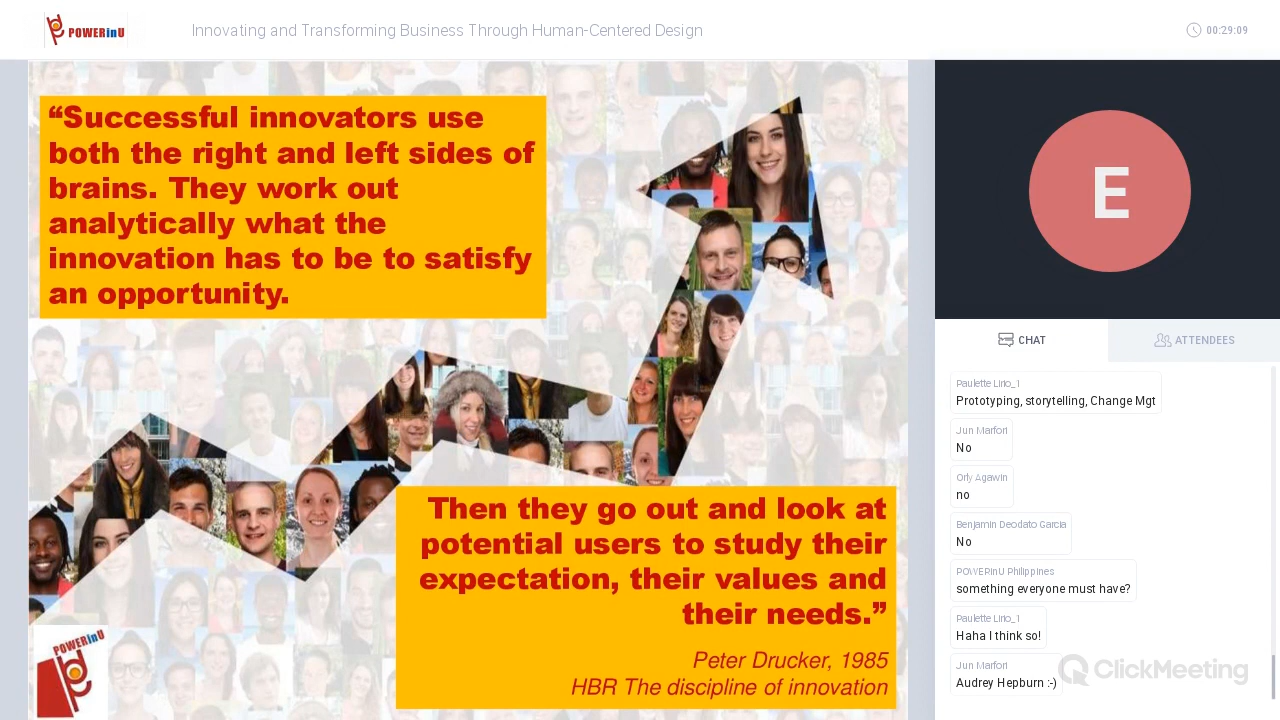 POWERinU
Innovating and Transforming Business Through Human-Centered Design
00:29:09
“Successful innovators use
both the right and left sides of
brains. They work out
analytically what the
innovation has to be to satisfy
an opportunity.
Then they go out and look at
potential users to study their
expectation, their values and
their needs.”
Peter Drucker, 1985
HBR The discipline of innovation
POWERinU
E
CHAT
ATTENDEES
Paulette Lirio_1
Prototyping, storytelling, Change Mgt
Jun Marfori
No
Orly Agawin
no
Benjamin Deodato Garcia
No
POWERinU Philippines
something everyone must have?
Paulette Lirio_1
Haha I think so!
Jun Marfori
Audrey Hepburn :-)
ClickMeeting